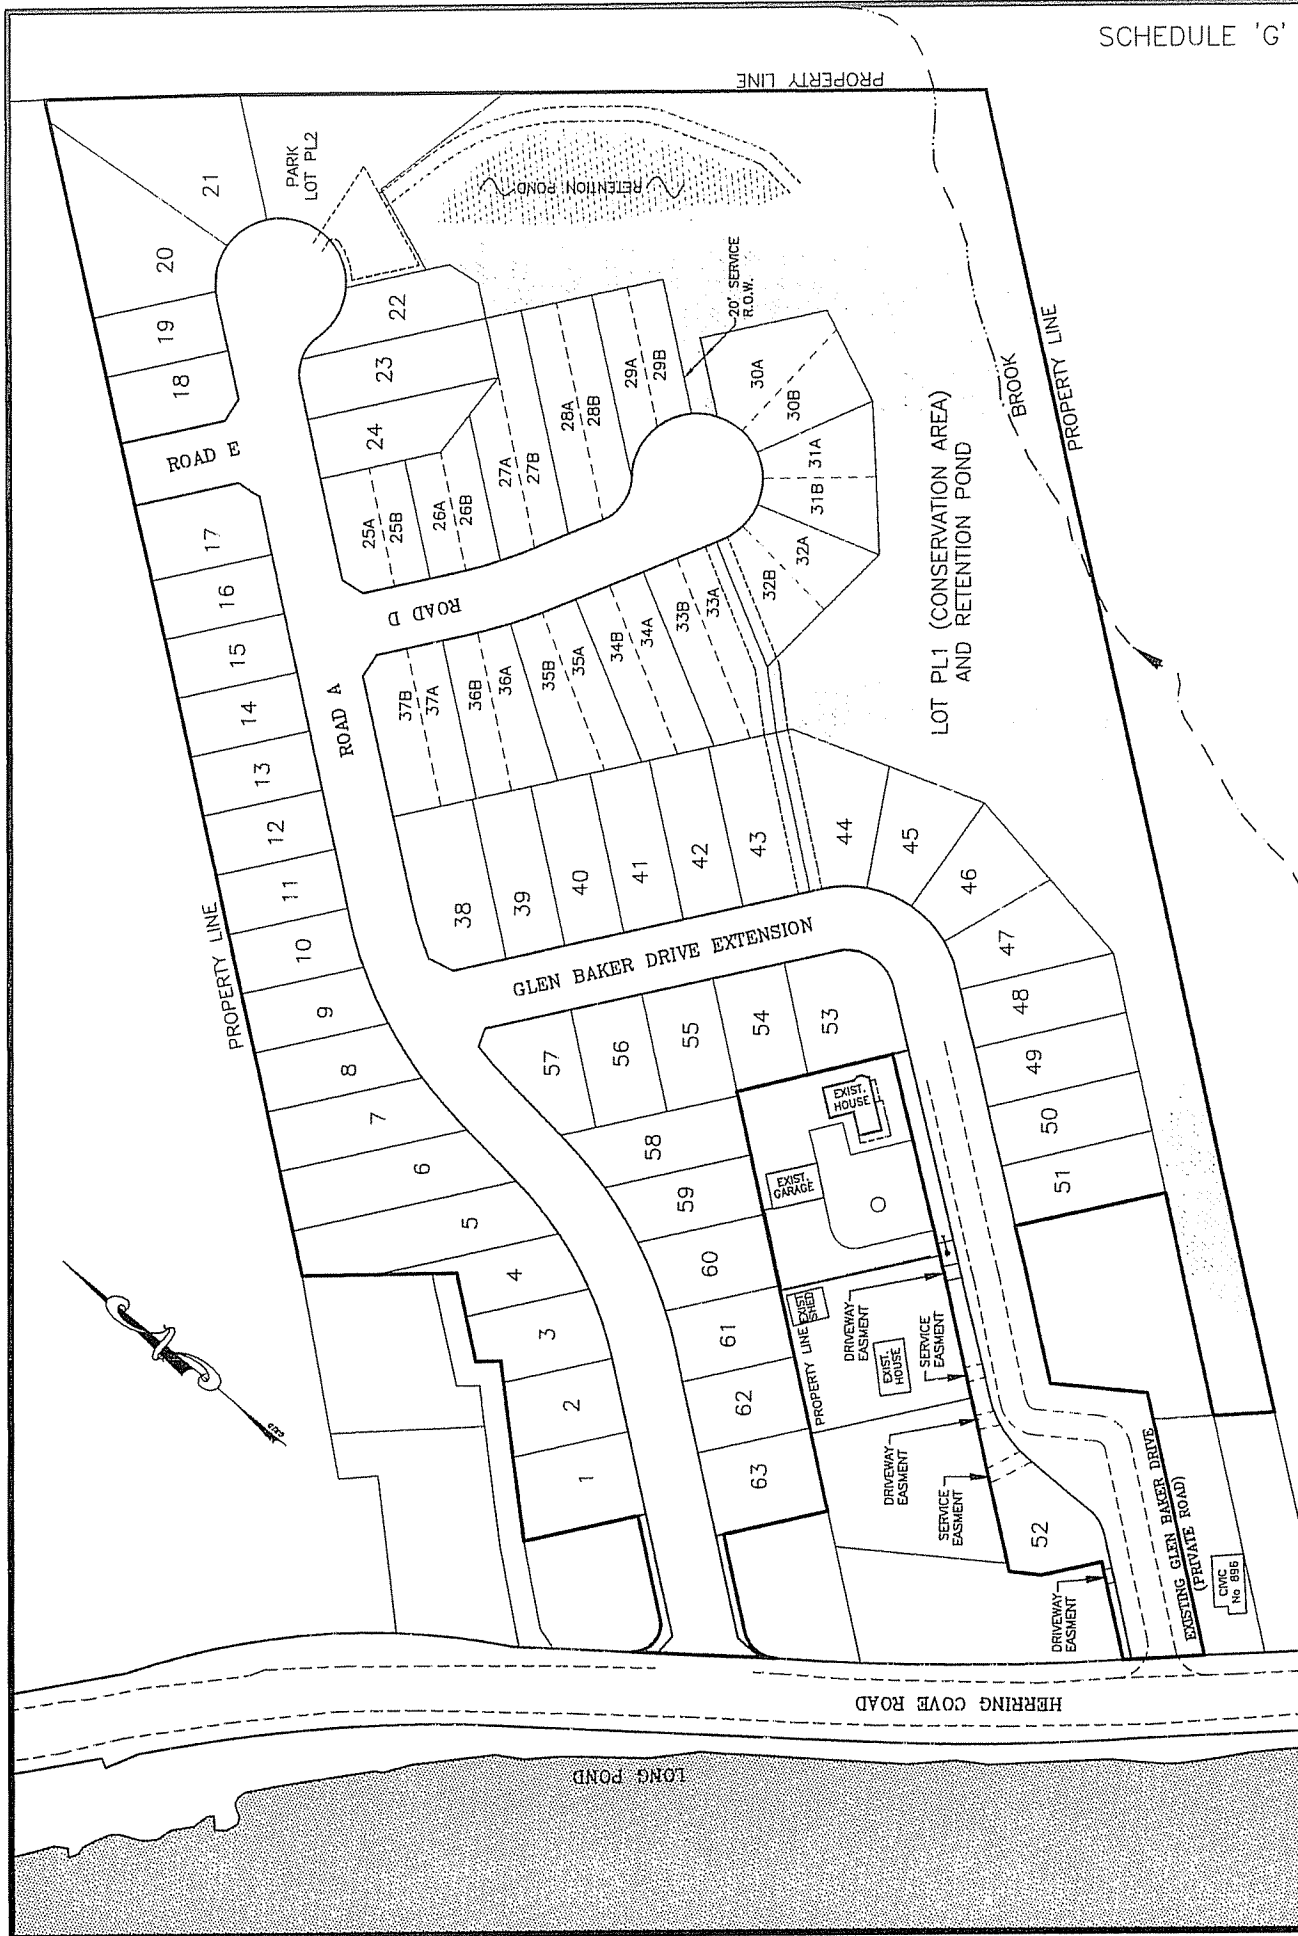 SCHEDULE 'G'
PROPERTY LINE
21
PARK
LOT PL2
20
RETENTION POND
19
22
18
23
20' SERVICE
R.O.W.
ROAD E
24
29A
29B
28A
28B
30A
30B
27A
27B
26A
26B
25A
25B
31A
31B
17
32A
32B
16
ROAD D
33A
33B
34A
34B
35A
35B
36A
36B
37A
37B
15
14
ROAD A
13
12
11
10
9
8
7
6
5
4
3
2
1
PROPERTY LINE
LOT PL1 (CONSERVATION AREA)
AND RETENTION POND
BROOK
PROPERTY LINE
38
39
40
41
42
43
44
45
46
47
48
49
50
51
GLEN BAKER DRIVE EXTENSION
57
56
55
54
53
58
59
60
61
62
63
EXIST.
HOUSE
EXIST.
GARAGE
EXIST.
SHED
PROPERTY LINE
DRIVEWAY
EASMENT
EXIST.
HOUSE
SERVICE
EASMENT
DRIVEWAY
EASMENT
SERVICE
EASMENT
52
DRIVEWAY
EASMENT
EXISTING GLEN BAKER DRIVE
(PRIVATE ROAD)
CIVIC
No 896
HERRING COVE ROAD
LONG POND